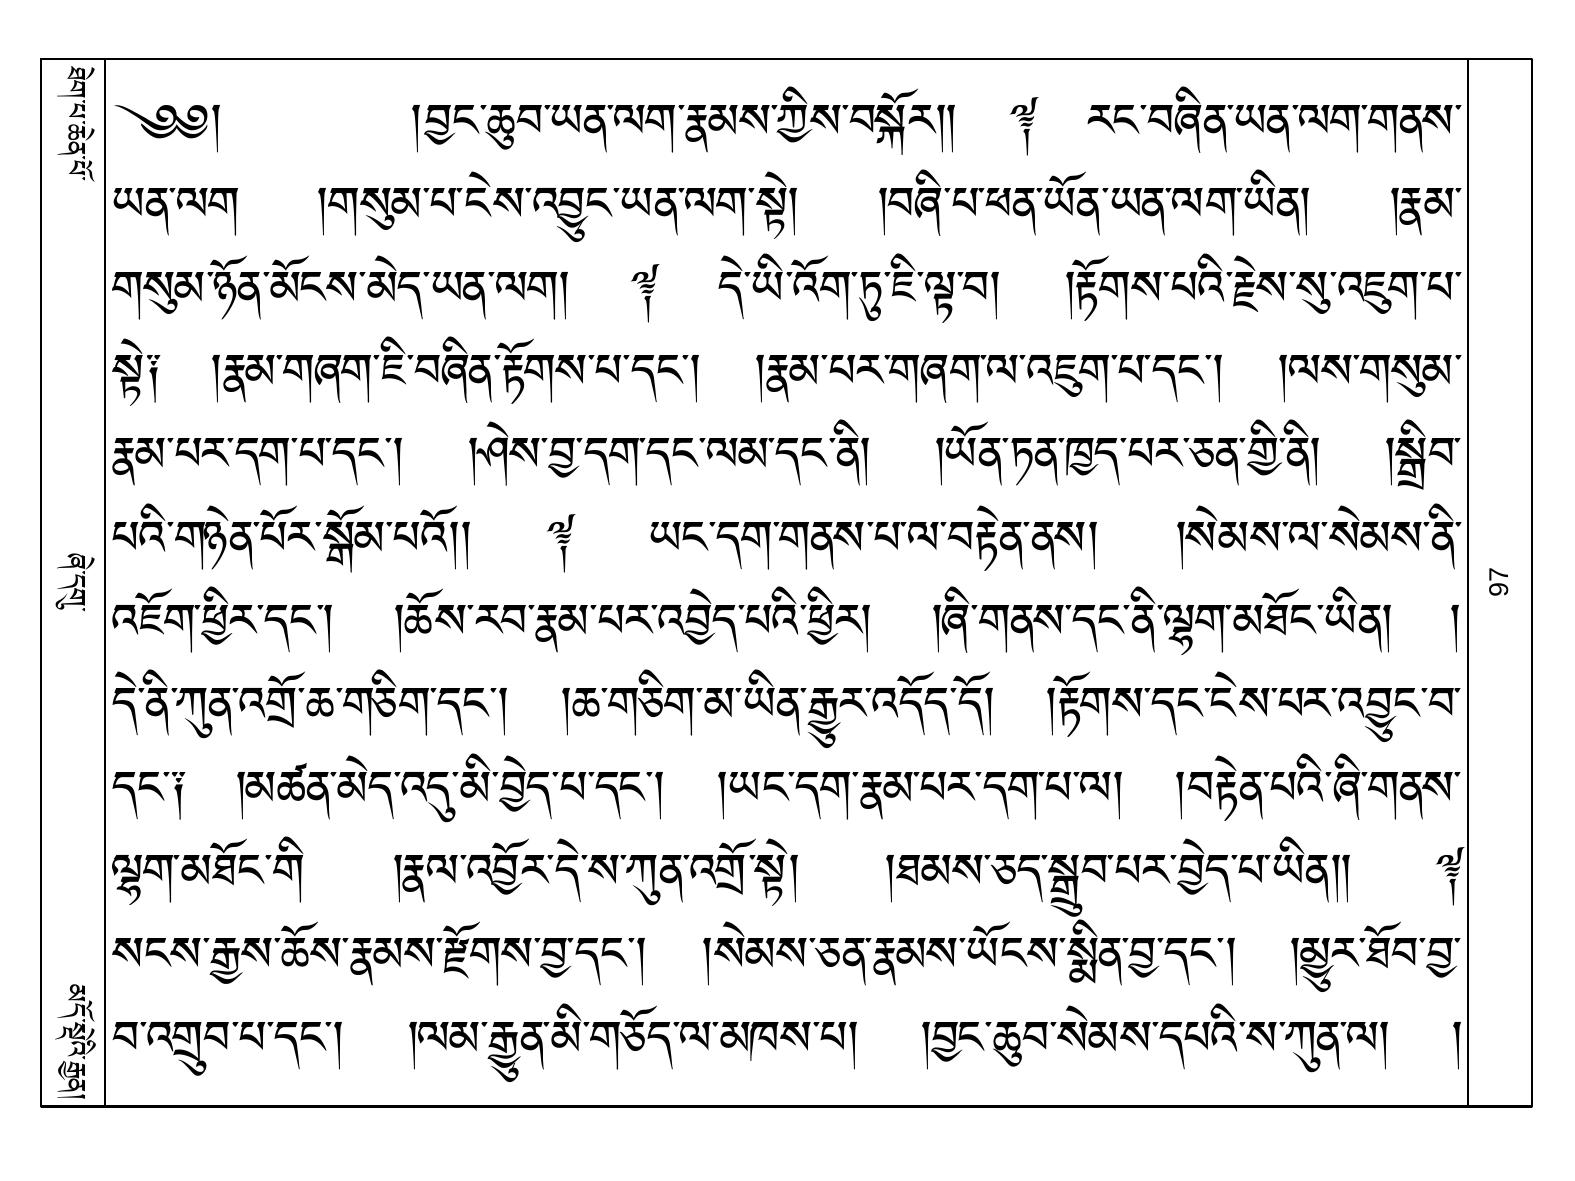 ཐེག་པ་ཆེན་པོ་
ཞེ་དགུ་
མདོ་སྡེའི་རྒྱན།
༄༅། །བྱང་ཆུབ་ཡན་ལག་རྣམས་ཀྱིས་བསྐོར།། ༈ རང་བཞིན་ཡན་ལག་གནས་
ཡན་ལག །གསུམ་པ་ངེས་འབྱུང་ཡན་ལག་སྟེ། །བཞི་པ་ཕན་ཡོན་ཡན་ལག་ཡིན། །རྣམ་
གསུམ་ཉོན་མོངས་མེད་ཡན་ལག། ༈ དེ་ཡི་འོག་ཏུ་ཇི་ལྟ་བ། །རྟོགས་པའི་རྗེས་སུ་འཇུག་པ་
སྟེ༑ །རྣམ་གཞག་ཇི་བཞིན་རྟོགས་པ་དང་། །རྣམ་པར་གཞག་ལ་འཇུག་པ་དང་། །ལས་གསུམ་
རྣམ་པར་དག་པ་དང་། །ཤེས་བྱ་དག་དང་ལམ་དང་ནི། །ཡོན་ཏན་ཁྱད་པར་ཅན་གྱི་ནི། །སྒྲིབ་
པའི་གཉེན་པོར་སྒོམ་པའོ།། ༈ ཡང་དག་གནས་པ་ལ་བརྟེན་ནས། །སེམས་ལ་སེམས་ནི་
འཇོག་ཕྱིར་དང་། །ཆོས་རབ་རྣམ་པར་འབྱེད་པའི་ཕྱིར། །ཞི་གནས་དང་ནི་ལྷག་མཐོང་ཡིན། །
དེ་ནི་ཀུན་འགྲོ་ཆ་གཅིག་དང་། །ཆ་གཅིག་མ་ཡིན་རྒྱུར་འདོད་དོ། །རྟོགས་དང་ངེས་པར་འབྱུང་བ་
དང་༑ །མཚན་མེད་འདུ་མི་བྱེད་པ་དང་། །ཡང་དག་རྣམ་པར་དག་པ་ལ། །བརྟེན་པའི་ཞི་གནས་
ལྷག་མཐོང་གི །རྣལ་འབྱོར་དེ་ས་ཀུན་འགྲོ་སྟེ། །ཐམས་ཅད་སྒྲུབ་པར་བྱེད་པ་ཡིན།། ༈
སངས་རྒྱས་ཆོས་རྣམས་རྫོགས་བྱ་དང་། །སེམས་ཅན་རྣམས་ཡོངས་སྨིན་བྱ་དང་། །མྱུར་ཐོབ་བྱ་
བ་འགྲུབ་པ་དང་། །ལམ་རྒྱུན་མི་གཅོད་ལ་མཁས་པ། །བྱང་ཆུབ་སེམས་དཔའི་ས་ཀུན་ལ། །
97